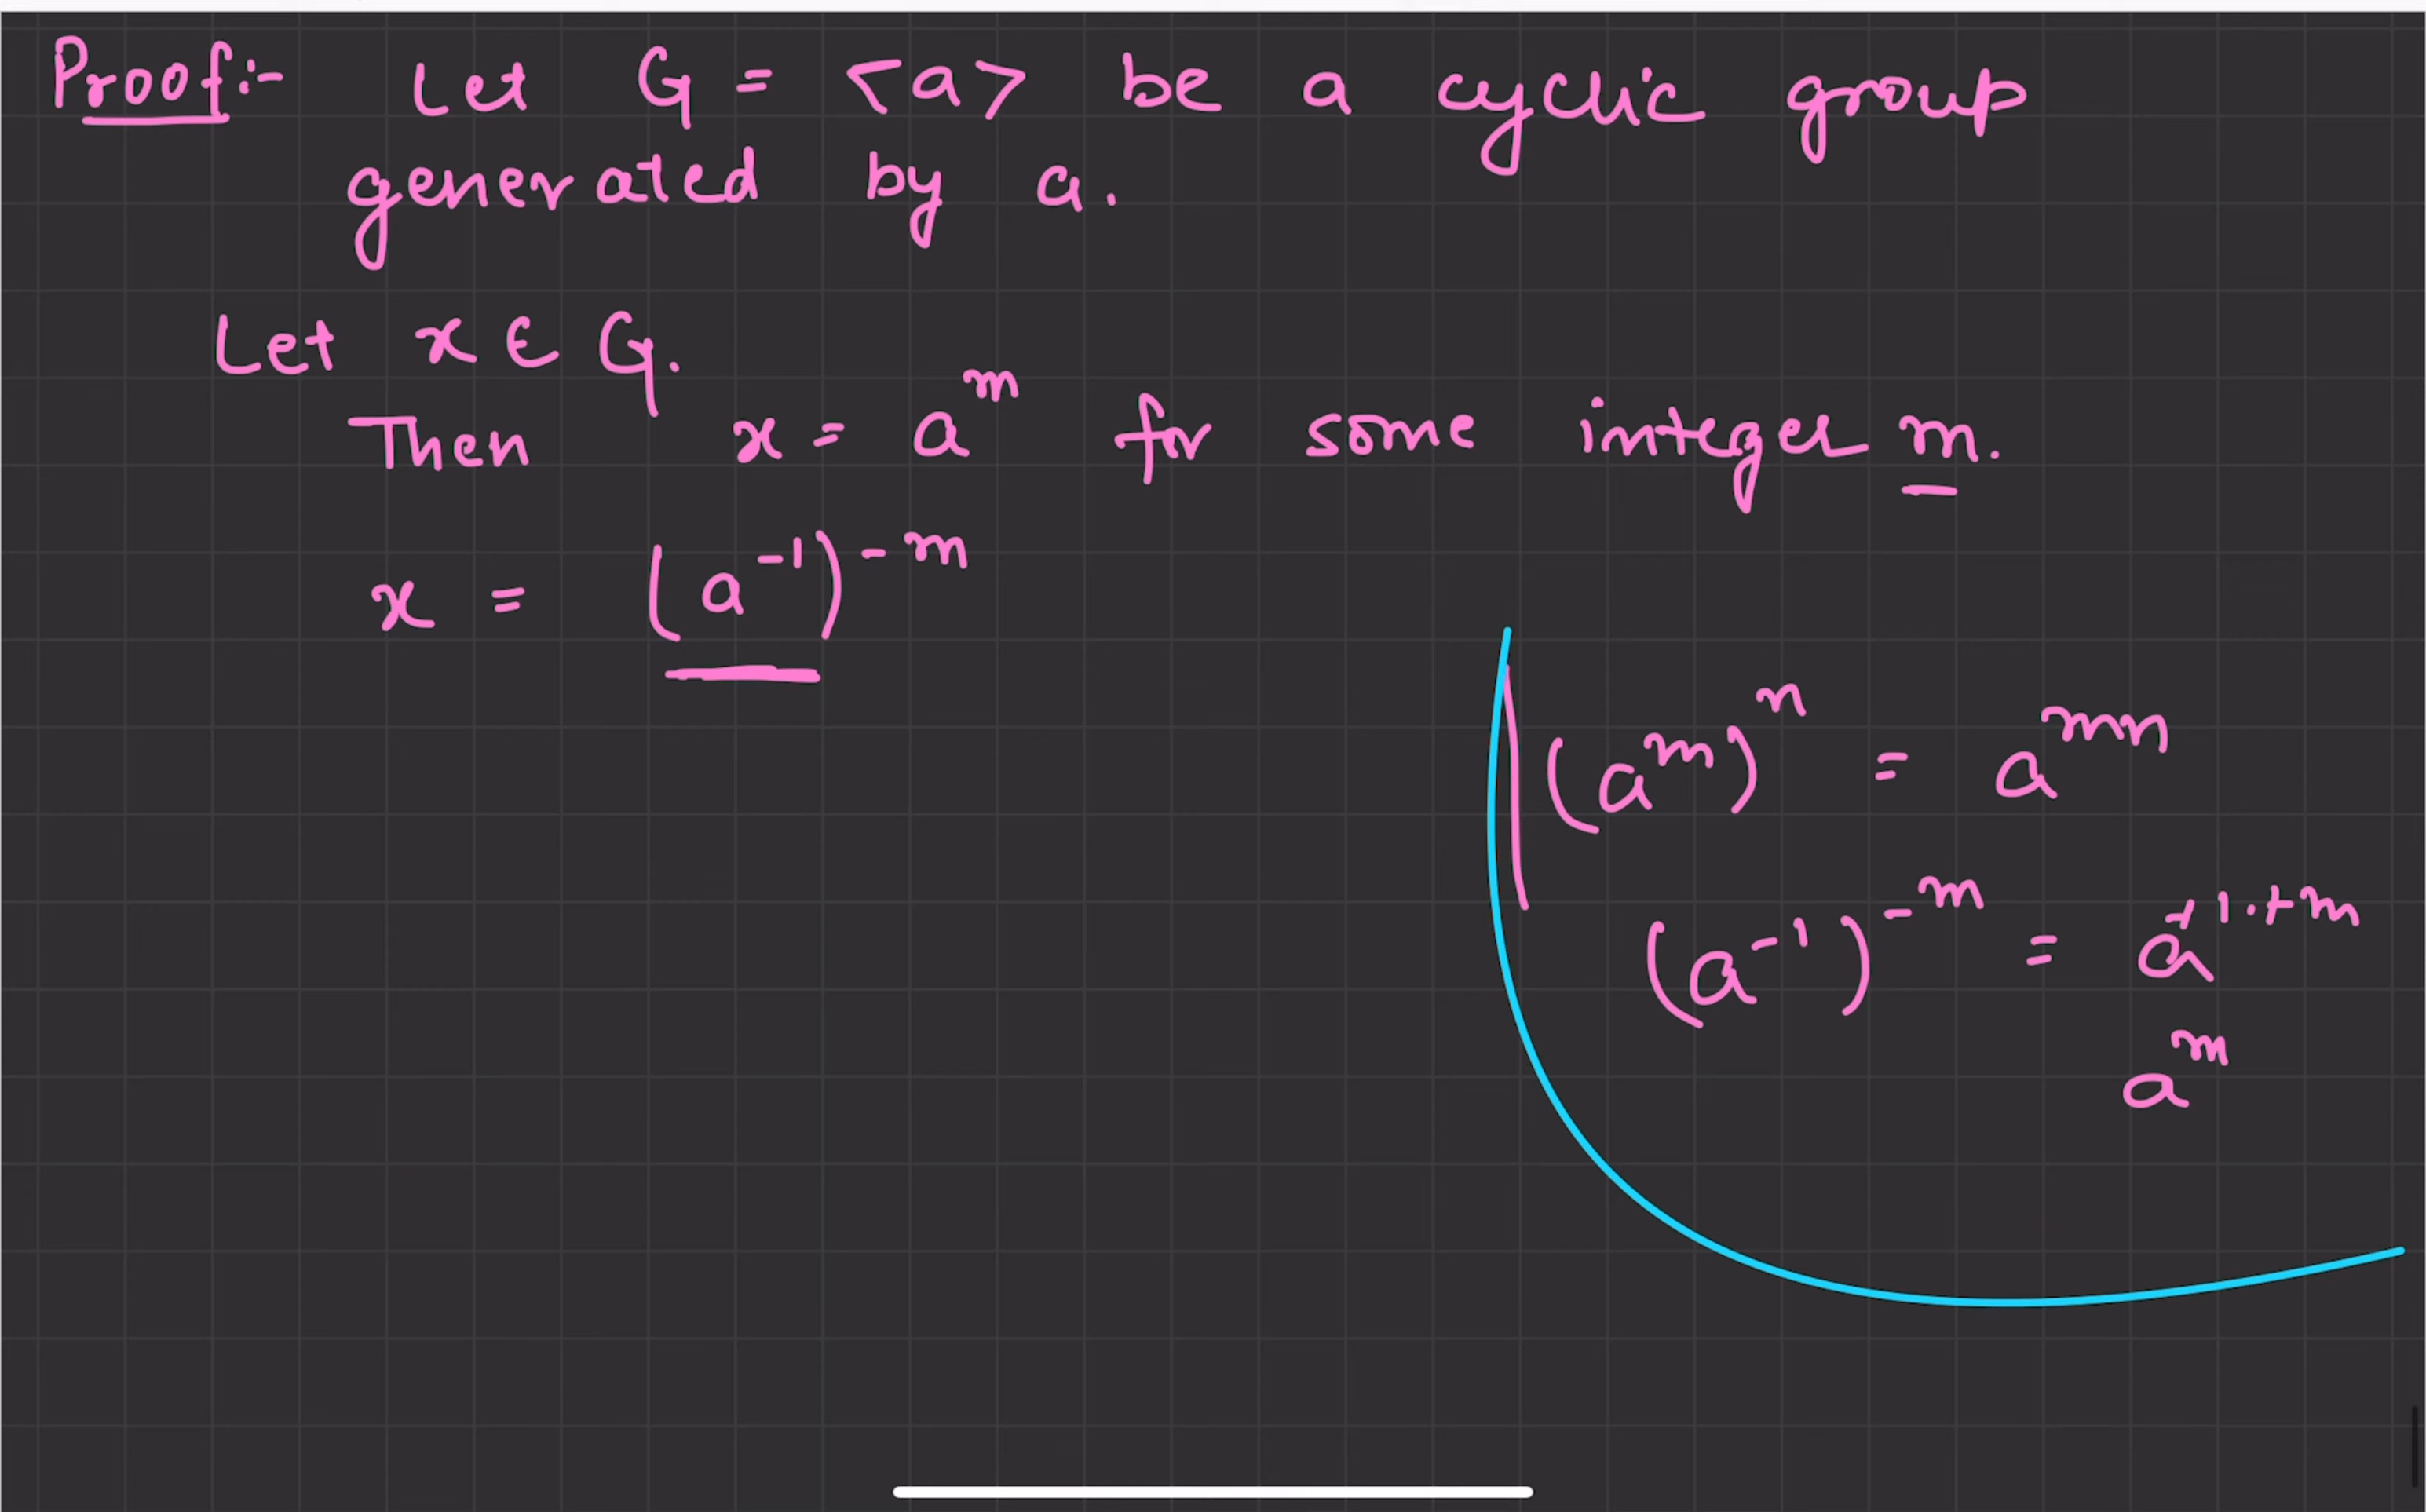 Proof:- Let G = <a> be a cyclic group
generated by a.
Let x ∈ G.
Then x = a^m for some integer m.
x = (a^-1)^-m
(a^m)^n = a^mn
(a^-1)^-m = a^+1.+m
a^m